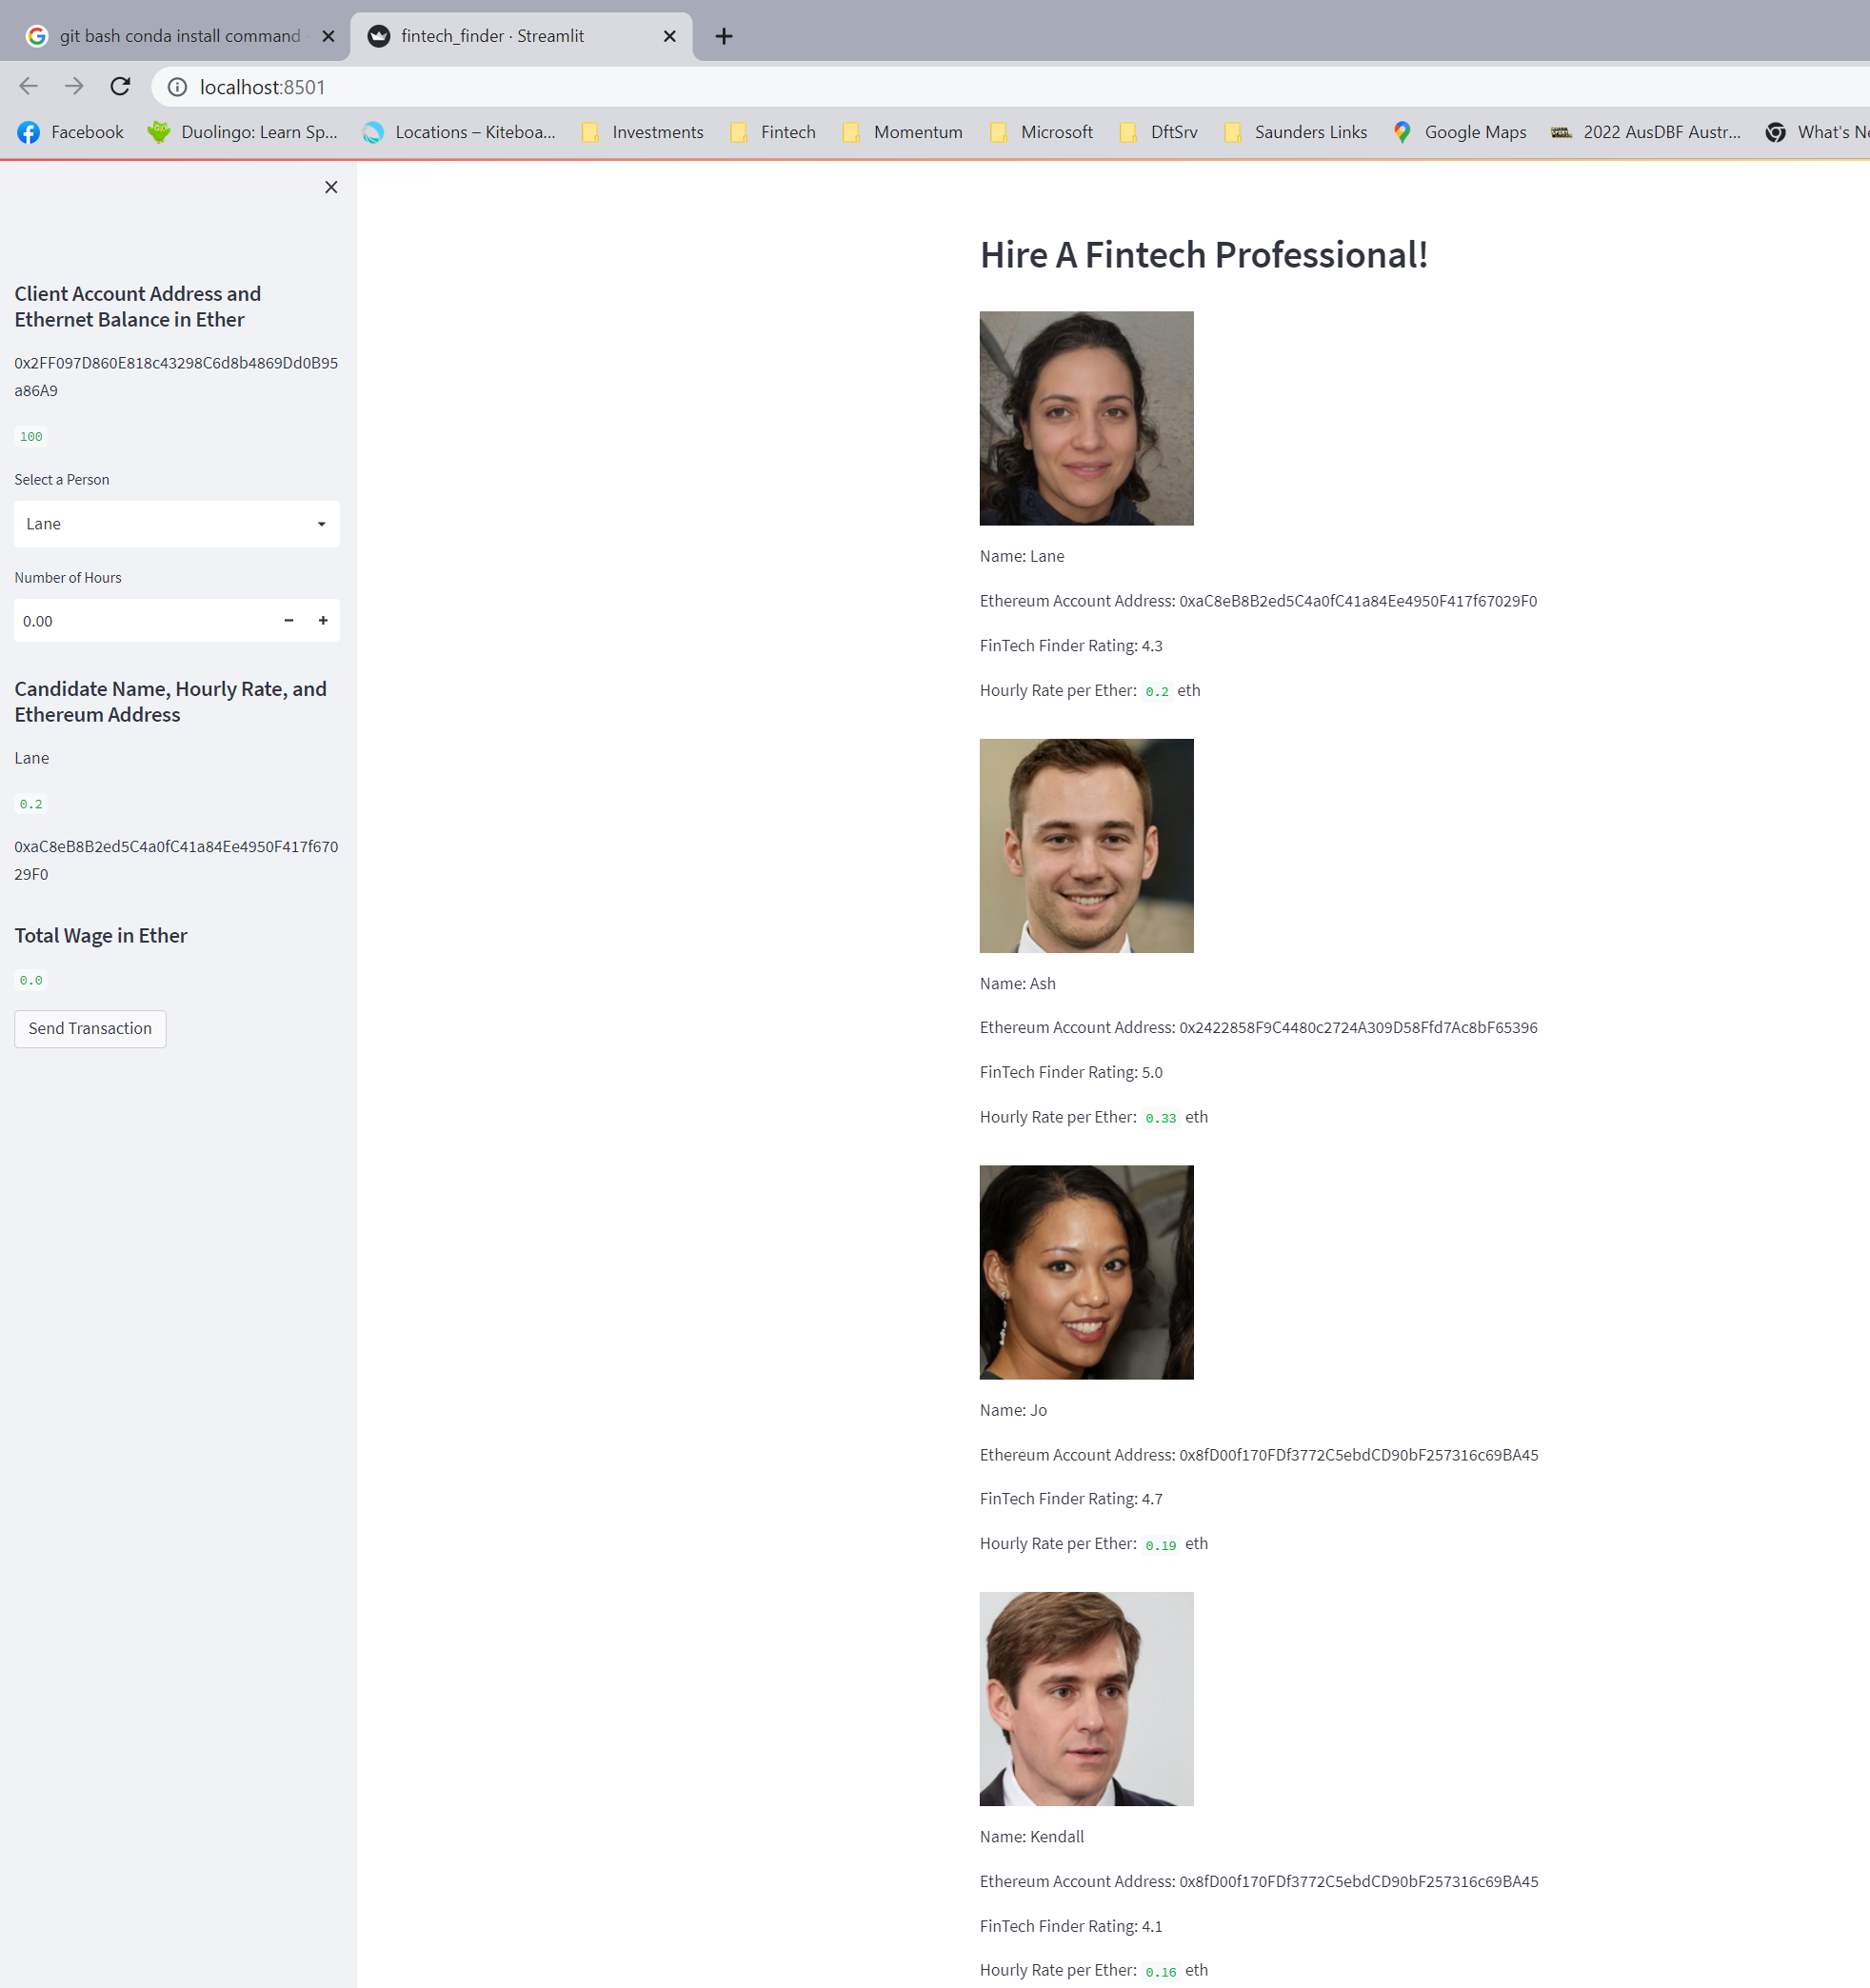 git bash conda install command
fintech_finder · Streamlit
localhost:8501
Facebook
Duolingo: Learn Sp...
Locations – Kiteboa...
Investments
Fintech
Momentum
Microsoft
DftSrv
Saunders Links
Google Maps
2022 AusDBF Austr...
What's Ne
Client Account Address and
Ethernet Balance in Ether
0x2FF097D860E818c43298C6d8b4869Dd0B95
a86A9
100
Select a Person
Lane
Number of Hours
0.00
Candidate Name, Hourly Rate, and
Ethereum Address
Lane
0.2
0xaC8eB8B2ed5C4a0fC41a84Ee4950F417f670
29F0
Total Wage in Ether
0.0
Send Transaction
Hire A Fintech Professional!
Name: Lane
Ethereum Account Address: 0xaC8eB8B2ed5C4a0fC41a84Ee4950F417f67029F0
FinTech Finder Rating: 4.3
Hourly Rate per Ether: 0.2 eth
Name: Ash
Ethereum Account Address: 0x2422858F9C4480c2724A309D58Ffd7Ac8bF65396
FinTech Finder Rating: 5.0
Hourly Rate per Ether: 0.33 eth
Name: Jo
Ethereum Account Address: 0x8fD00f170FDf3772C5ebdCD90bF257316c69BA45
FinTech Finder Rating: 4.7
Hourly Rate per Ether: 0.19 eth
Name: Kendall
Ethereum Account Address: 0x8fD00f170FDf3772C5ebdCD90bF257316c69BA45
FinTech Finder Rating: 4.1
Hourly Rate per Ether: 0.16 eth